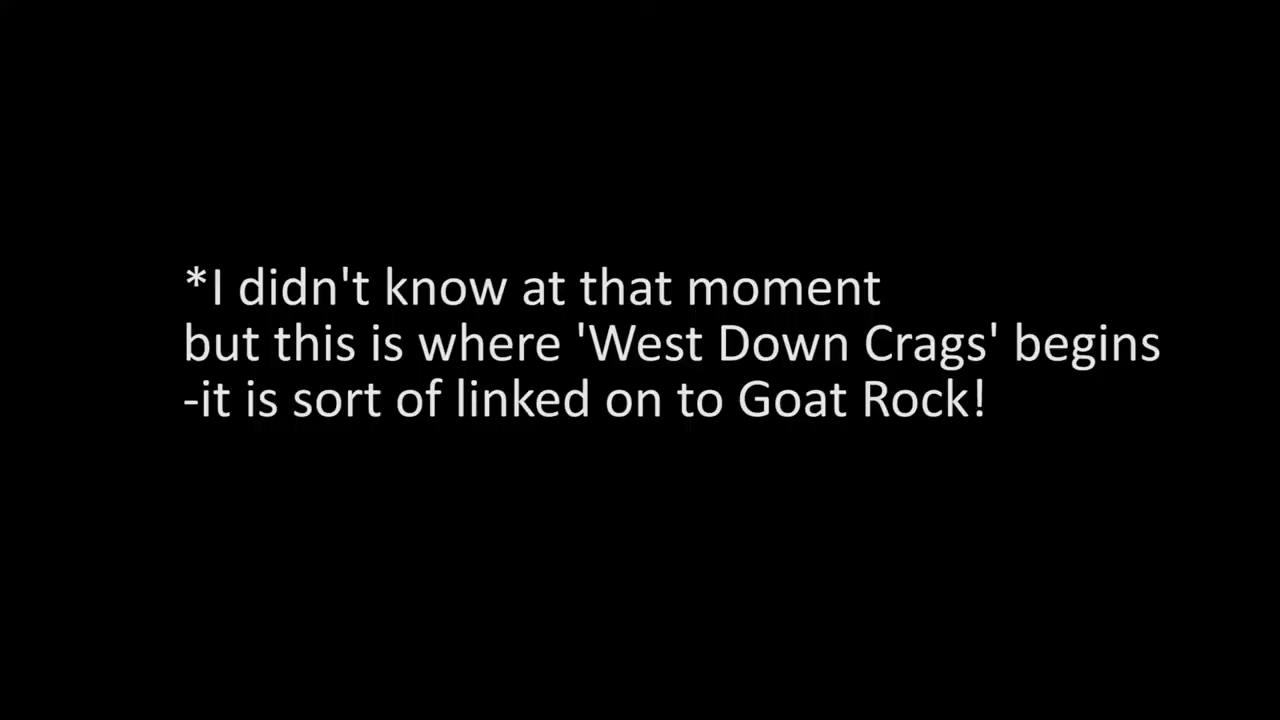 *I didn't know at that moment
but this is where 'West Down Crags' begins
-it is sort of linked on to Goat Rock!